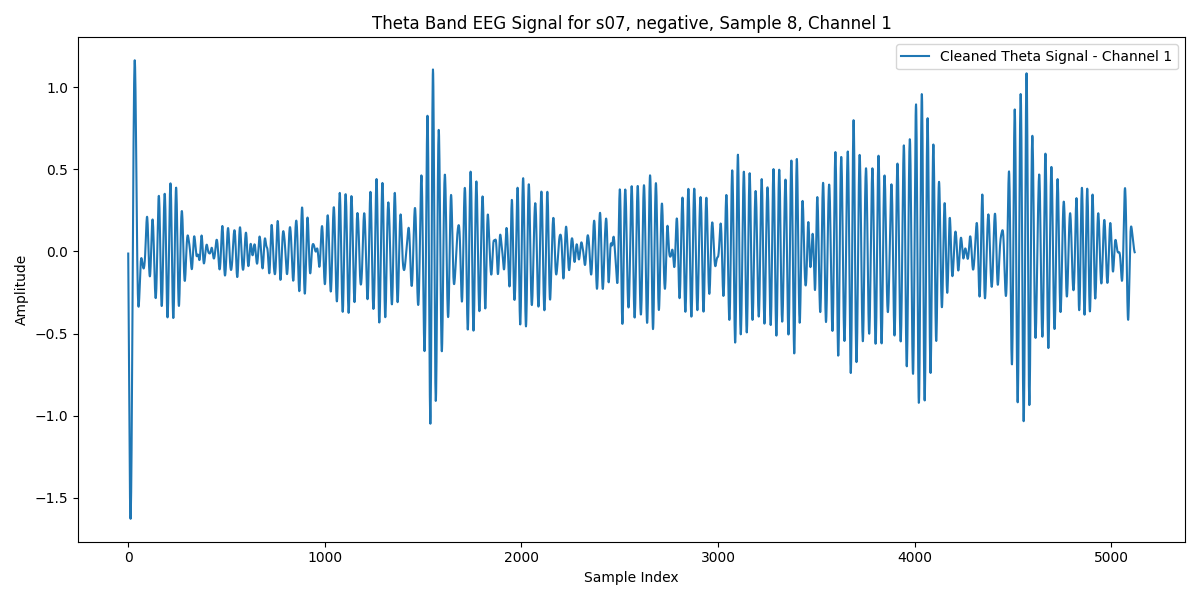 Theta Band EEG Signal for s07, negative, Sample 8, Channel 1
Cleaned Theta Signal - Channel 1
Amplitude
1.0
0.5
0.0
−0.5
−1.0
−1.5
0 1000 2000 3000 4000 5000
Sample Index